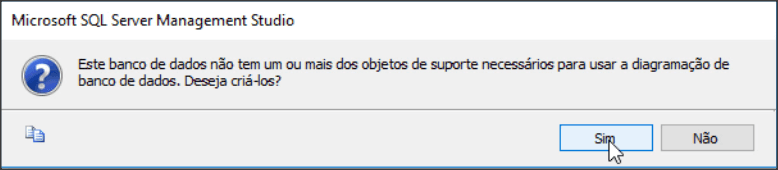 Microsoft SQL Server Management Studio
Este banco de dados não tem um ou mais dos objetos de suporte necessários para usar a diagramação de
banco de dados. Deseja criá-los?
Sim
Não